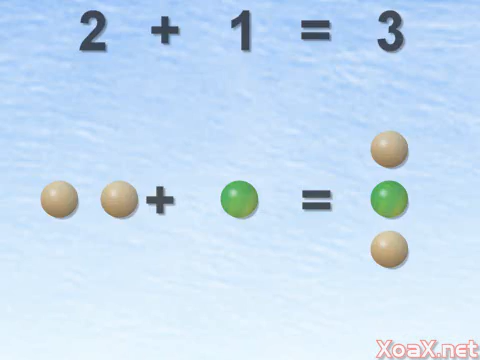 2 + 1 = 3
+ =
XoaX.net